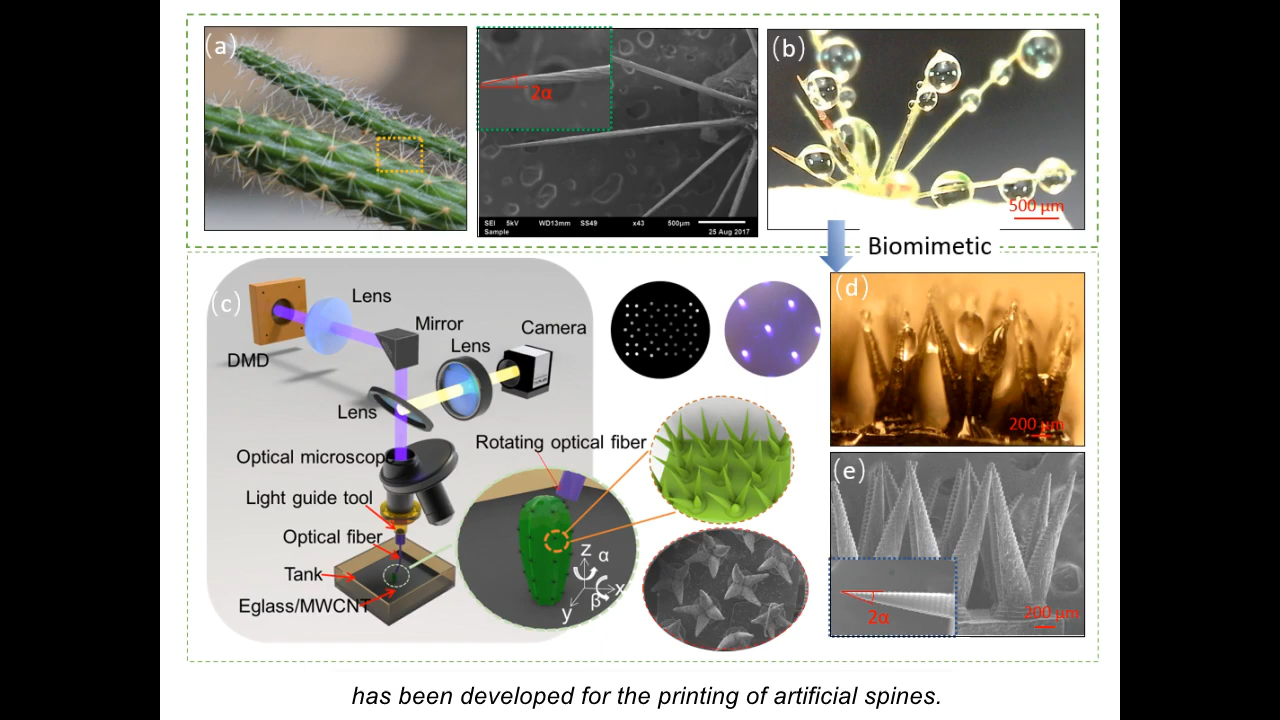 (a)
2α
SEI 5kV WD13mm SS49 x43 500μm
Sample 25 Aug 2017
(b)
500 μm
Biomimetic
(c)
Lens
Mirror
Camera
Lens
DMD
Lens
Rotating optical fiber
Optical microscope
Light guide tool
Optical fiber
Tank
Eglass/MWCNT
z
α
x
β
y
(d)
200 μm
(e)
2α
200 μm
has been developed for the printing of artificial spines.